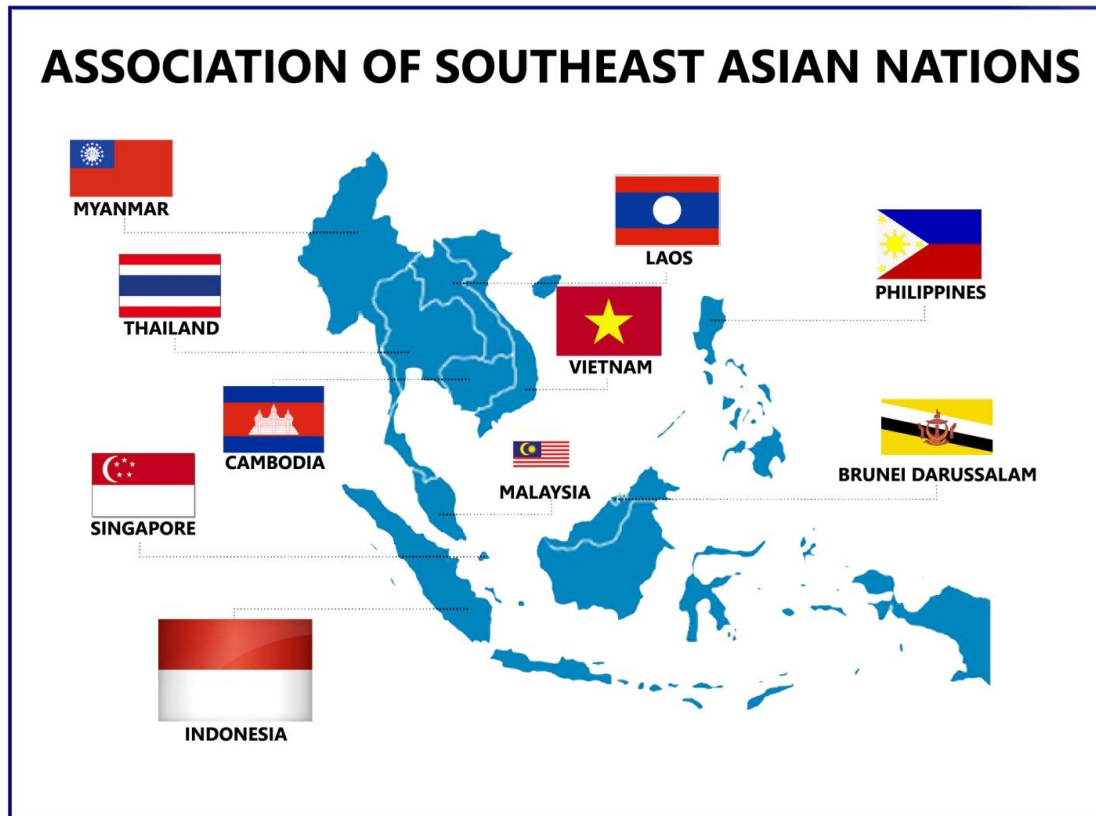 ASSOCIATION OF SOUTHEAST ASIAN NATIONS
MYANMAR
LAOS
PHILIPPINES
THAILAND
VIETNAM
CAMBODIA
MALAYSIA
BRUNEI DARUSSALAM
SINGAPORE
INDONESIA